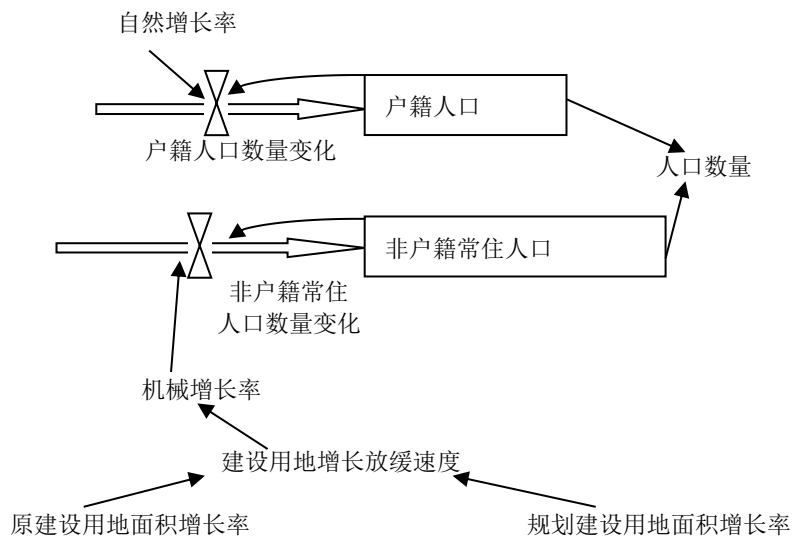 自然增长率
户籍人口
户籍人口数量变化
人口数量
非户籍常住人口
非户籍常住
人口数量变化
机械增长率
建设用地增长放缓速度
原建设用地面积增长率
规划建设用地面积增长率